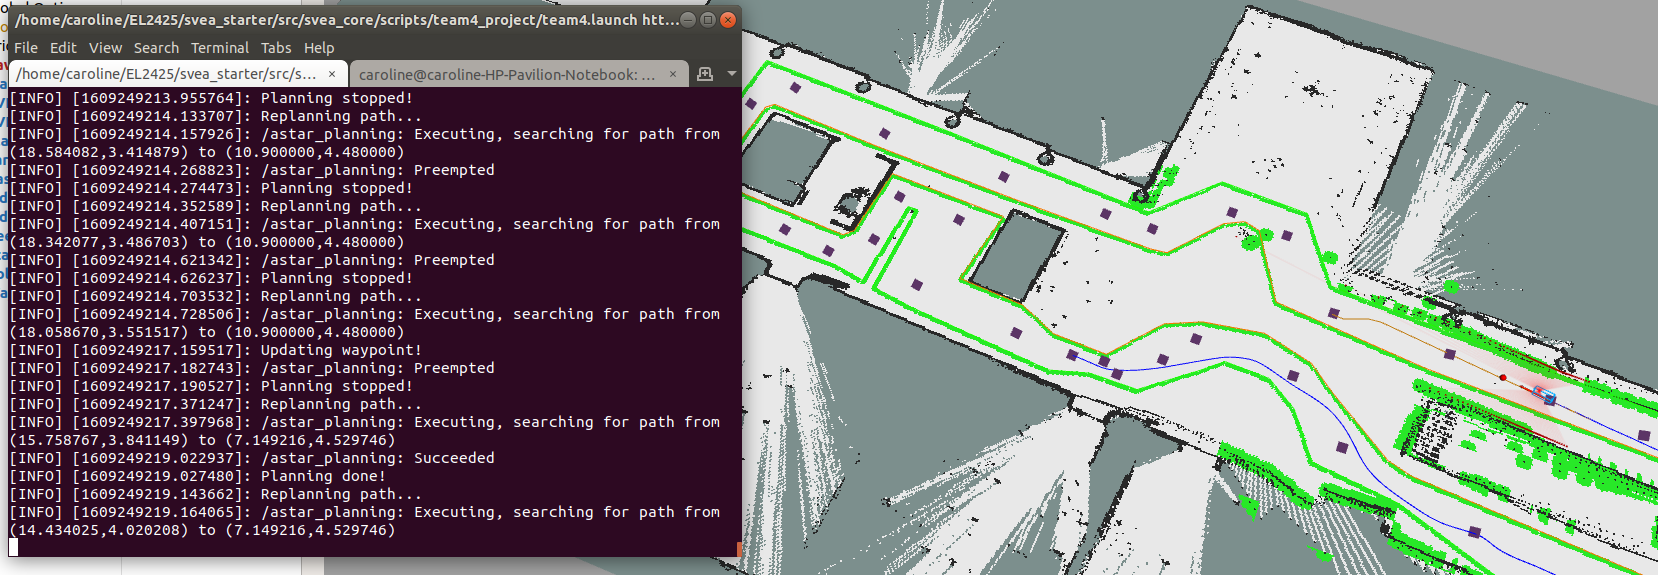 /home/caroline/EL2425/svea_starter/src/svea_core/scripts/team4_project/team4.launch htt...
File Edit View Search Terminal Tabs Help
/home/caroline/EL2425/svea_starter/src/s... × caroline@caroline-HP-Pavilion-Notebook: ... ×
[INFO] [1609249213.955764]: Planning stopped!
[INFO] [1609249214.133707]: Replanning path...
[INFO] [1609249214.157926]: /astar_planning: Executing, searching for path from
(18.584082,3.414879) to (10.900000,4.480000)
[INFO] [1609249214.268823]: /astar_planning: Preempted
[INFO] [1609249214.274473]: Planning stopped!
[INFO] [1609249214.352589]: Replanning path...
[INFO] [1609249214.407151]: /astar_planning: Executing, searching for path from
(18.342077,3.486703) to (10.900000,4.480000)
[INFO] [1609249214.621342]: /astar_planning: Preempted
[INFO] [1609249214.626237]: Planning stopped!
[INFO] [1609249214.703532]: Replanning path...
[INFO] [1609249214.728506]: /astar_planning: Executing, searching for path from
(18.058670,3.551517) to (10.900000,4.480000)
[INFO] [1609249217.159517]: Updating waypoint!
[INFO] [1609249217.182743]: /astar_planning: Preempted
[INFO] [1609249217.190527]: Planning stopped!
[INFO] [1609249217.371247]: Replanning path...
[INFO] [1609249217.397968]: /astar_planning: Executing, searching for path from
(15.758767,3.841149) to (7.149216,4.529746)
[INFO] [1609249219.022937]: /astar_planning: Succeeded
[INFO] [1609249219.027480]: Planning done!
[INFO] [1609249219.143662]: Replanning path...
[INFO] [1609249219.164065]: /astar_planning: Executing, searching for path from
(14.434025,4.020208) to (7.149216,4.529746)